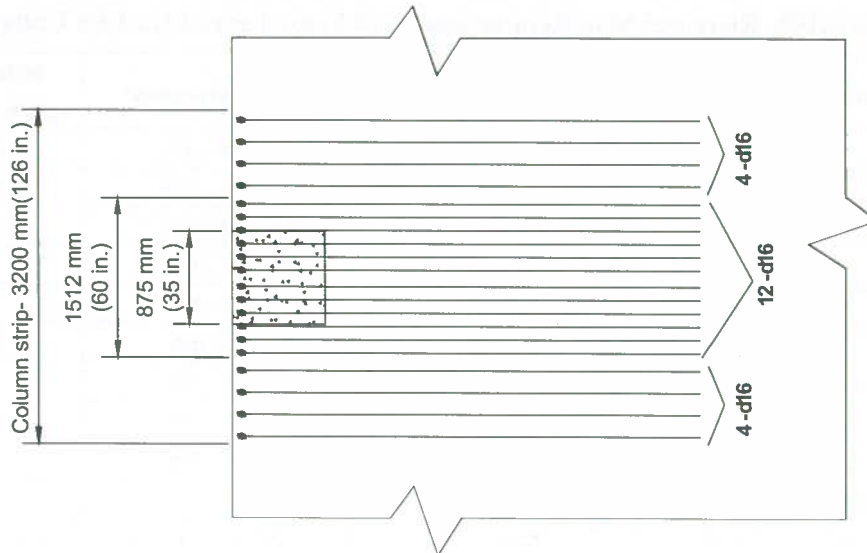 Column strip- 3200 mm(126 in.)
1512 mm
(60 in.)
875 mm
(35 in.)
4-d16
12-d16
4-d16